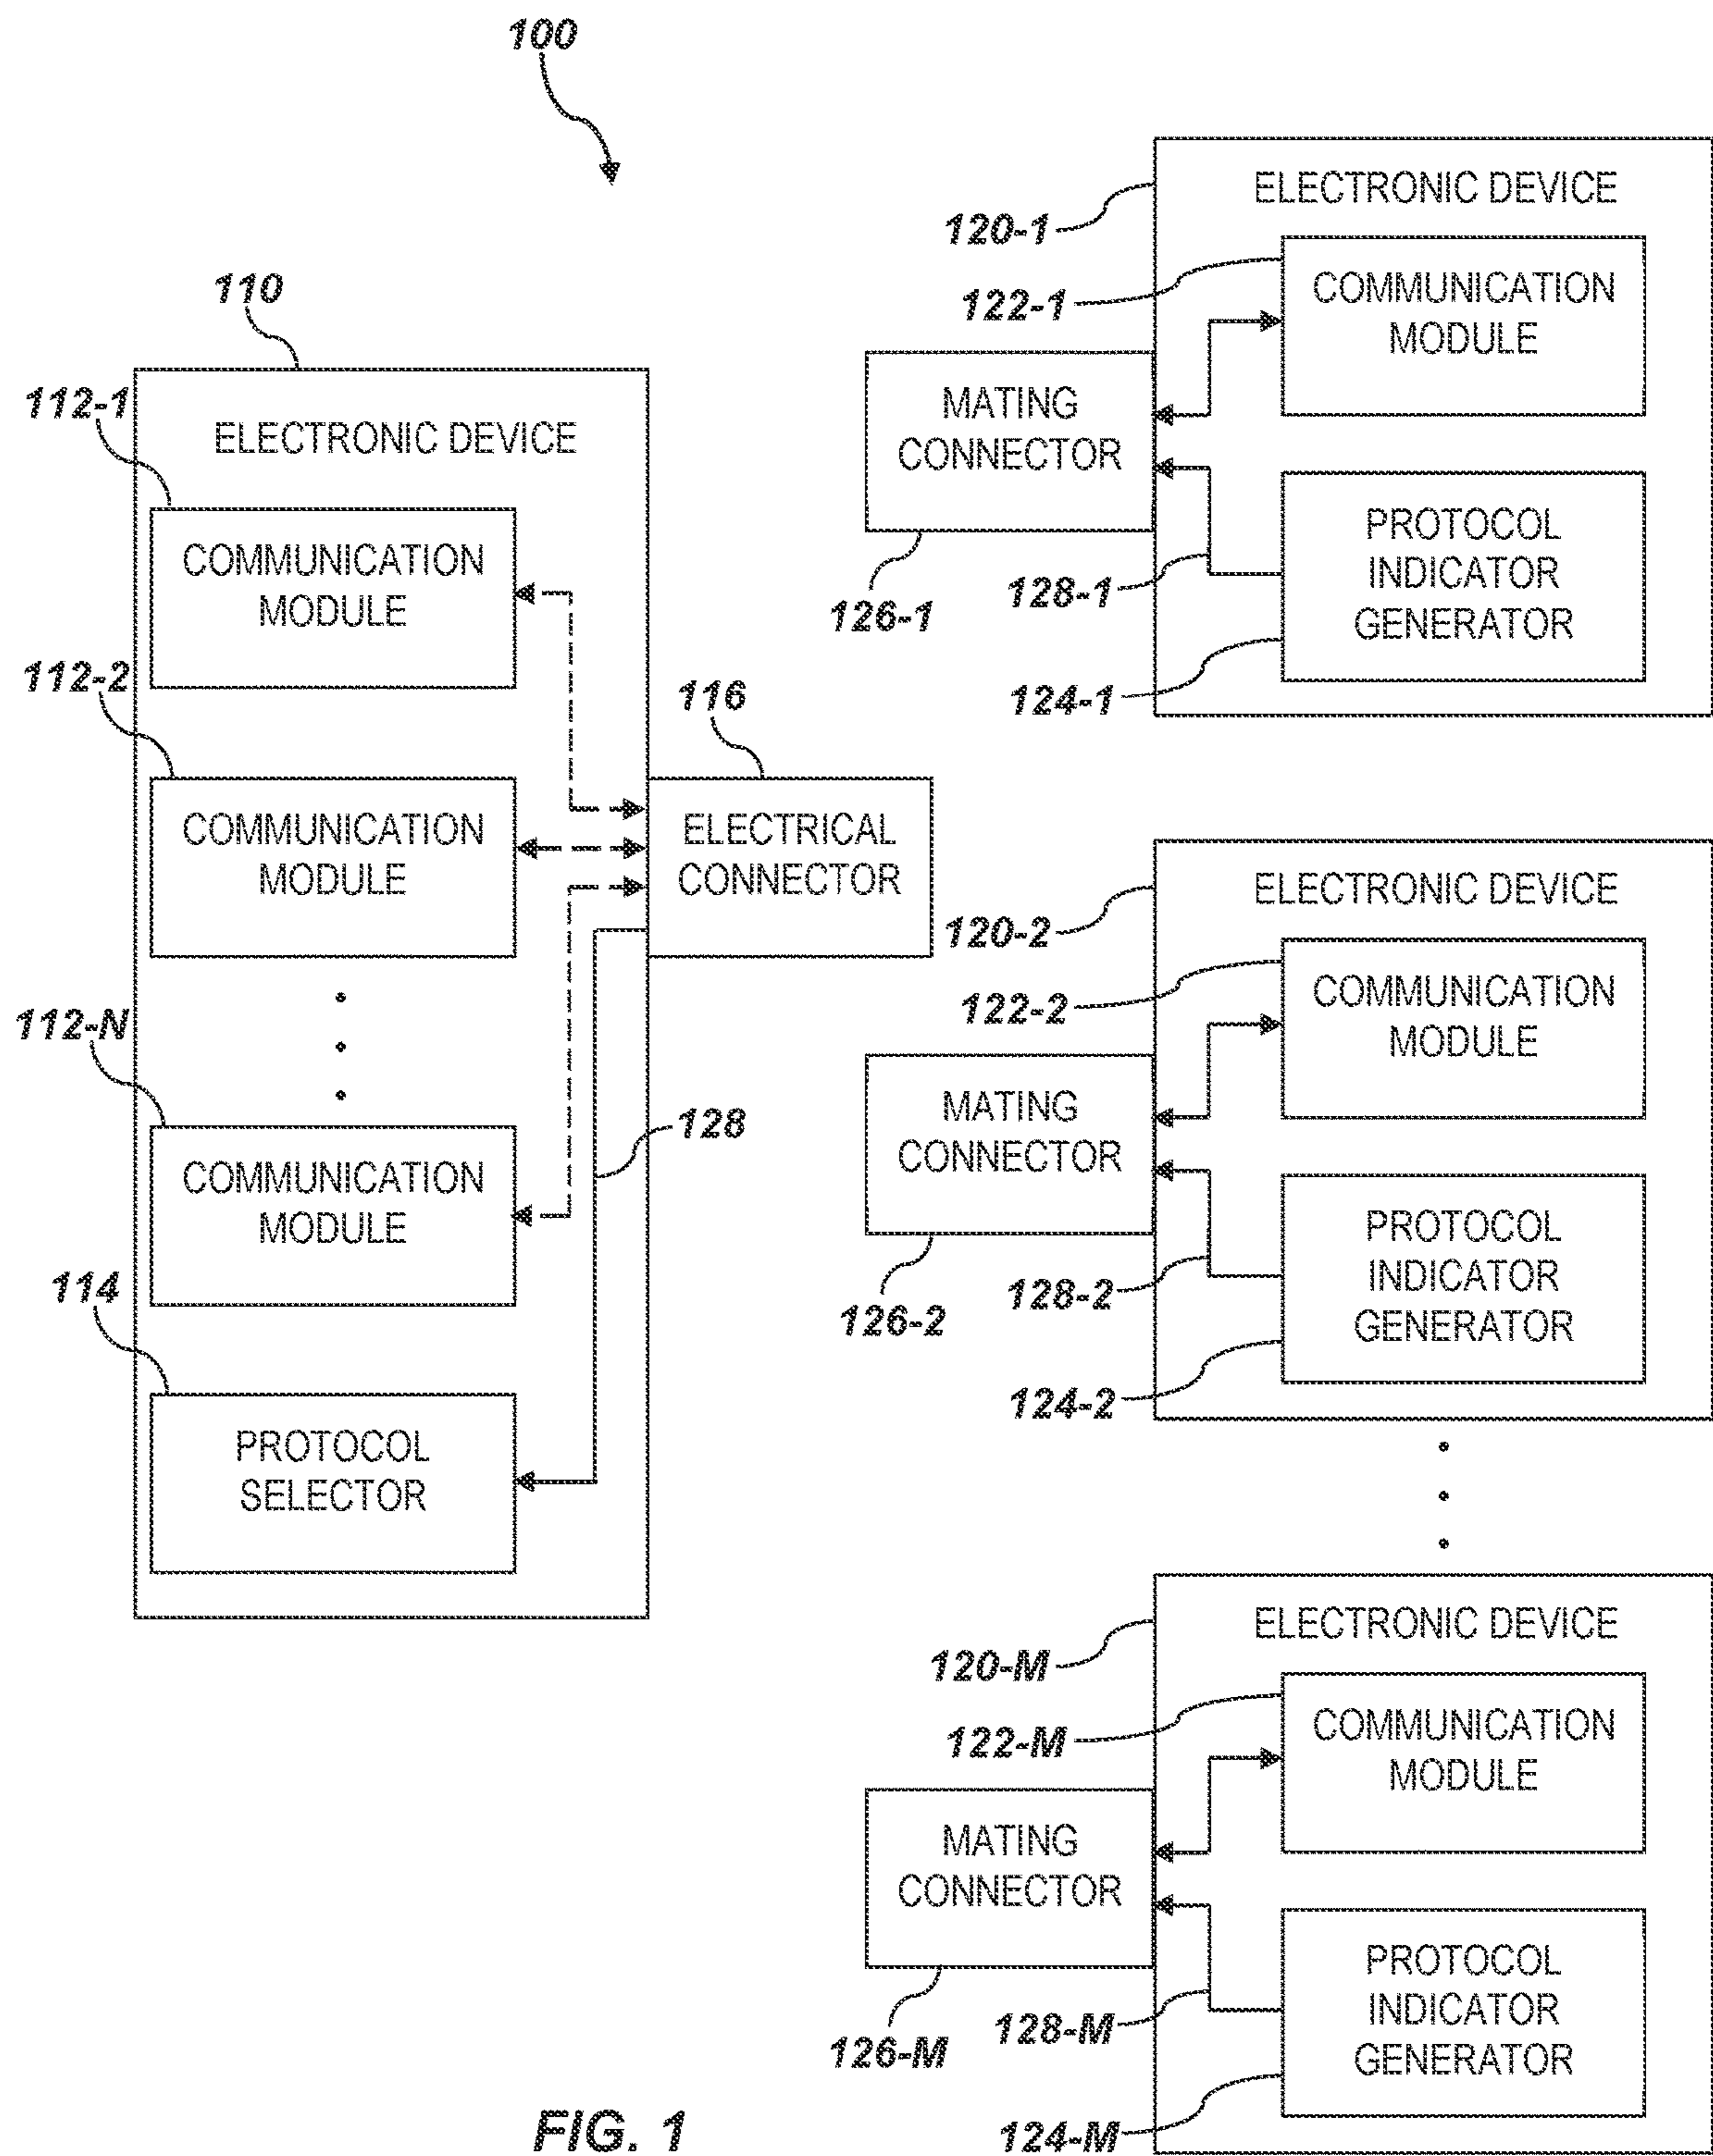 100
110
ELECTRONIC DEVICE
112-1
COMMUNICATION
MODULE
112-2
COMMUNICATION
MODULE
112-N
COMMUNICATION
MODULE
114
PROTOCOL
SELECTOR
116
ELECTRICAL
CONNECTOR
128
120-1
ELECTRONIC DEVICE
122-1
COMMUNICATION
MODULE
MATING
CONNECTOR
126-1
128-1
PROTOCOL
INDICATOR
GENERATOR
124-1
120-2
ELECTRONIC DEVICE
122-2
COMMUNICATION
MODULE
MATING
CONNECTOR
126-2
128-2
PROTOCOL
INDICATOR
GENERATOR
124-2
120-M
ELECTRONIC DEVICE
122-M
COMMUNICATION
MODULE
MATING
CONNECTOR
126-M
128-M
PROTOCOL
INDICATOR
GENERATOR
124-M
FIG. 1